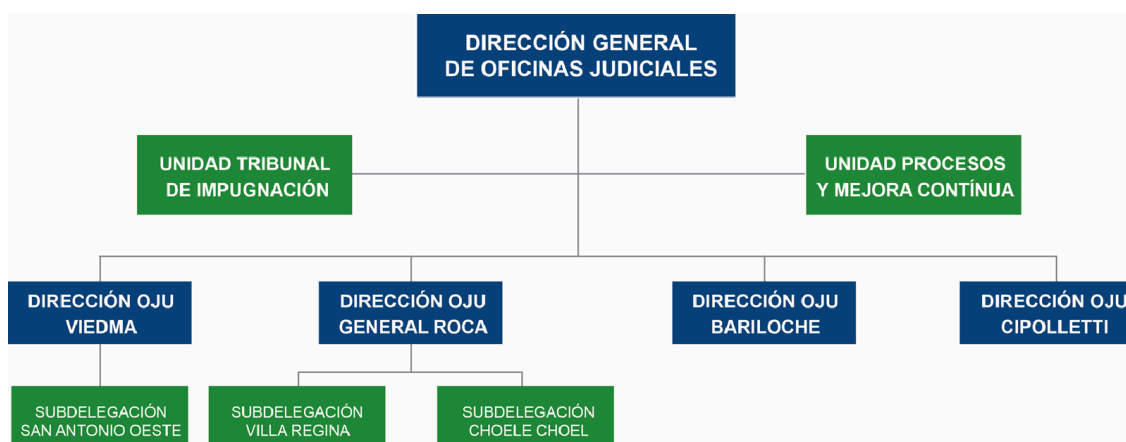 DIRECCIÓN GENERAL
DE OFICINAS JUDICIALES
UNIDAD TRIBUNAL
DE IMPUGNACIÓN
UNIDAD PROCESOS
Y MEJORA CONTÍNUA
DIRECCIÓN OJU
VIEDMA
DIRECCIÓN OJU
GENERAL ROCA
DIRECCIÓN OJU
BARILOCHE
DIRECCIÓN OJU
CIPOLLETTI
SUBDELEGACIÓN
SAN ANTONIO OESTE
SUBDELEGACIÓN
VILLA REGINA
SUBDELEGACIÓN
CHOELE CHOEL